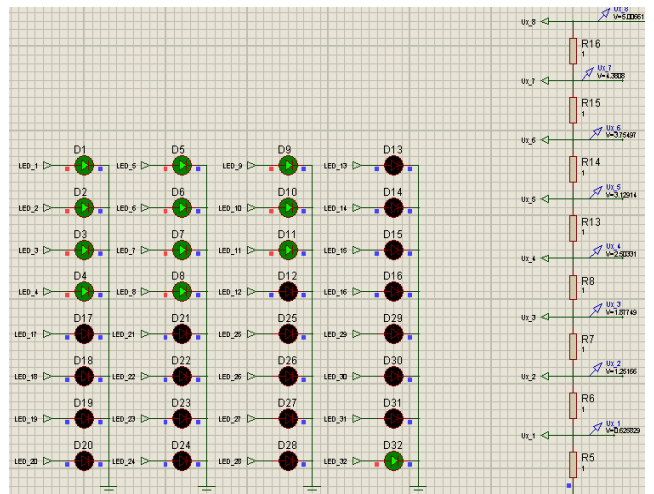 D1 D5 D9 D13
LED_1 LED_5 LED_9 LED_13
D2 D6 D10 D14
LED_2 LED_6 LED_10 LED_14
D3 D7 D11 D15
LED_3 LED_7 LED_11 LED_15
D4 D8 D12 D16
LED_4 LED_8 LED_12 LED_16
D17 D21 D25 D29
LED_17 LED_21 LED_25 LED_29
D18 D22 D26 D30
LED_18 LED_22 LED_26 LED_30
D19 D23 D27 D31
LED_19 LED_23 LED_27 LED_31
D20 D24 D28 D32
LED_20 LED_24 LED_28 LED_32
Ux_8
Ux_8
V=5.00661
R16
1
Ux_7
Ux_7
V=4.3808
R15
1
Ux_6
Ux_6
V=3.75497
R14
1
Ux_5
Ux_5
V=3.12914
R13
1
Ux_4
Ux_4
V=2.50331
R8
1
Ux_3
Ux_3
V=1.87749
R7
1
Ux_2
Ux_2
V=1.25166
R6
1
Ux_1
Ux_1
V=0.625829
R5
1